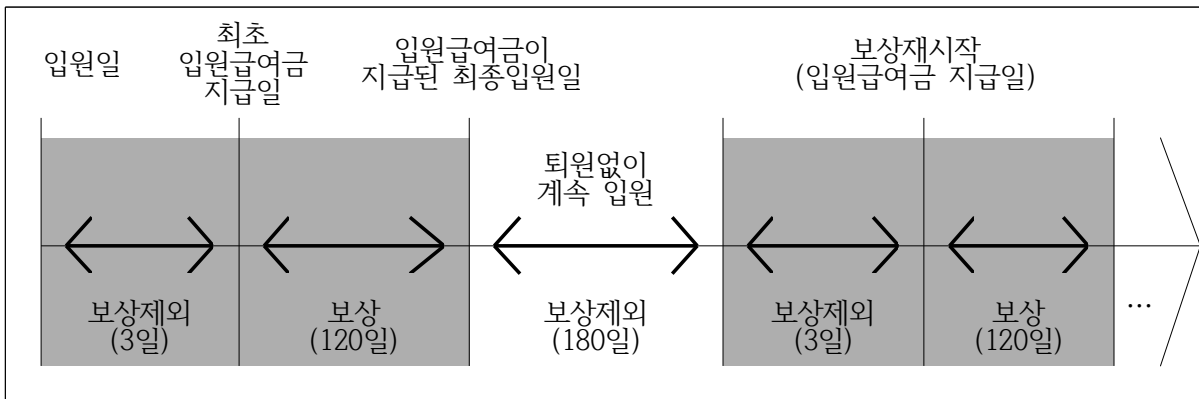 입원일
최초
입원급여금
지급일
입원급여금이
지급된 최종입원일
보상재시작
(입원급여금 지급일)
퇴원없이
계속 입원
보상제외
(3일)
보상
(120일)
보상제외
(180일)
보상제외
(3일)
보상
(120일)
…